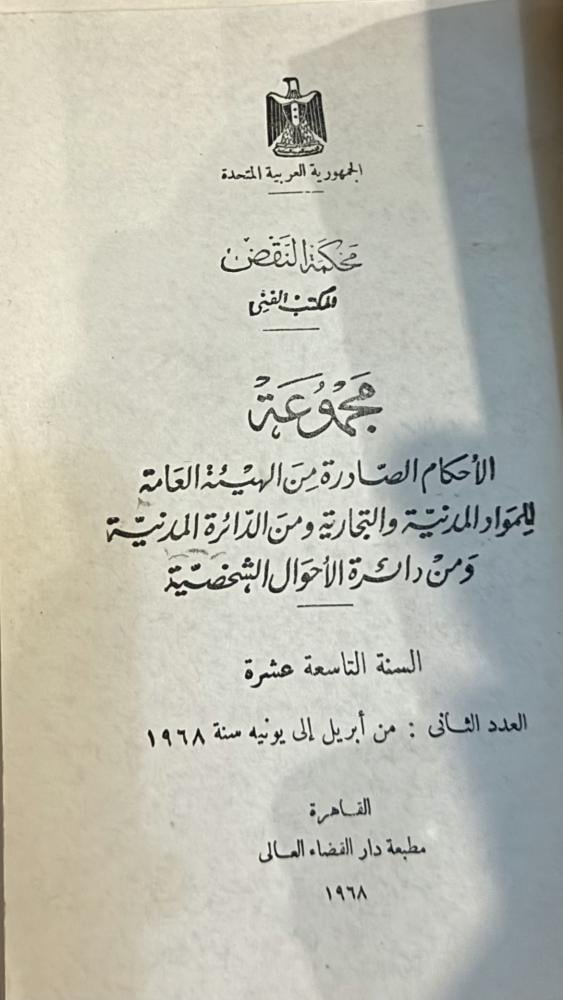 الجمهورية العربية المتحدة
محكمة النقض
المكتب الفنى
مجموعة
الأحكام الصادرة من الهيئة العامة
للمواد المدنية والتجارية ومن الدائرة المدنية
ومن دائرة الأحوال الشخصية
السنة التاسعة عشرة
العدد الثانى : من أبريل إلى يونيه سنة ١٩٦٨
القاهرة
مطبعة دار القضاء العالى
١٩٦٨